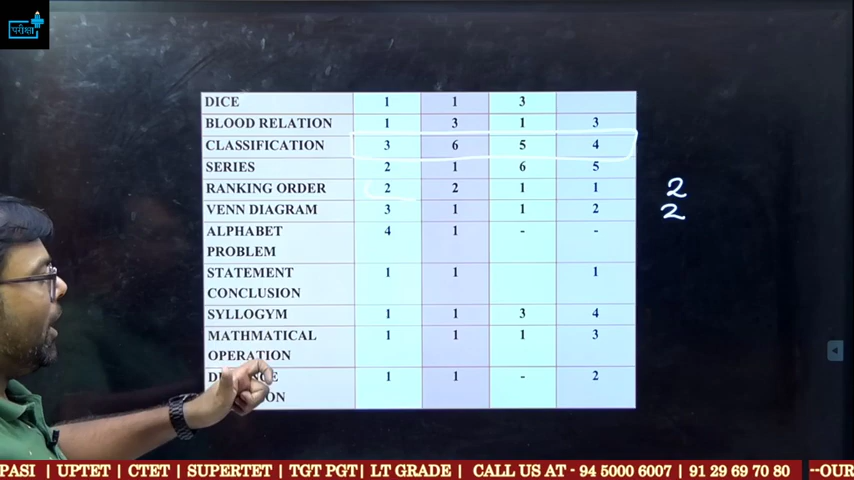 परीक्षा
DICE 1 1 3
BLOOD RELATION 1 3 1 3
CLASSIFICATION 3 6 5 4
SERIES 2 1 6 5
RANKING ORDER 2 2 1 1 2
VENN DIAGRAM 3 1 1 2 2
ALPHABET 4 1 - -
PROBLEM
STATEMENT 1 1 1
CONCLUSION
SYLLOGYM 1 1 3 4
MATHMATICAL 1 1 1 3
OPERATION
1 1 - 2
PASI | UPTET | CTET | SUPERTET | TGT PGT| LT GRADE | CALL US AT - 94 5000 6007 | 91 29 69 70 80 --OUR